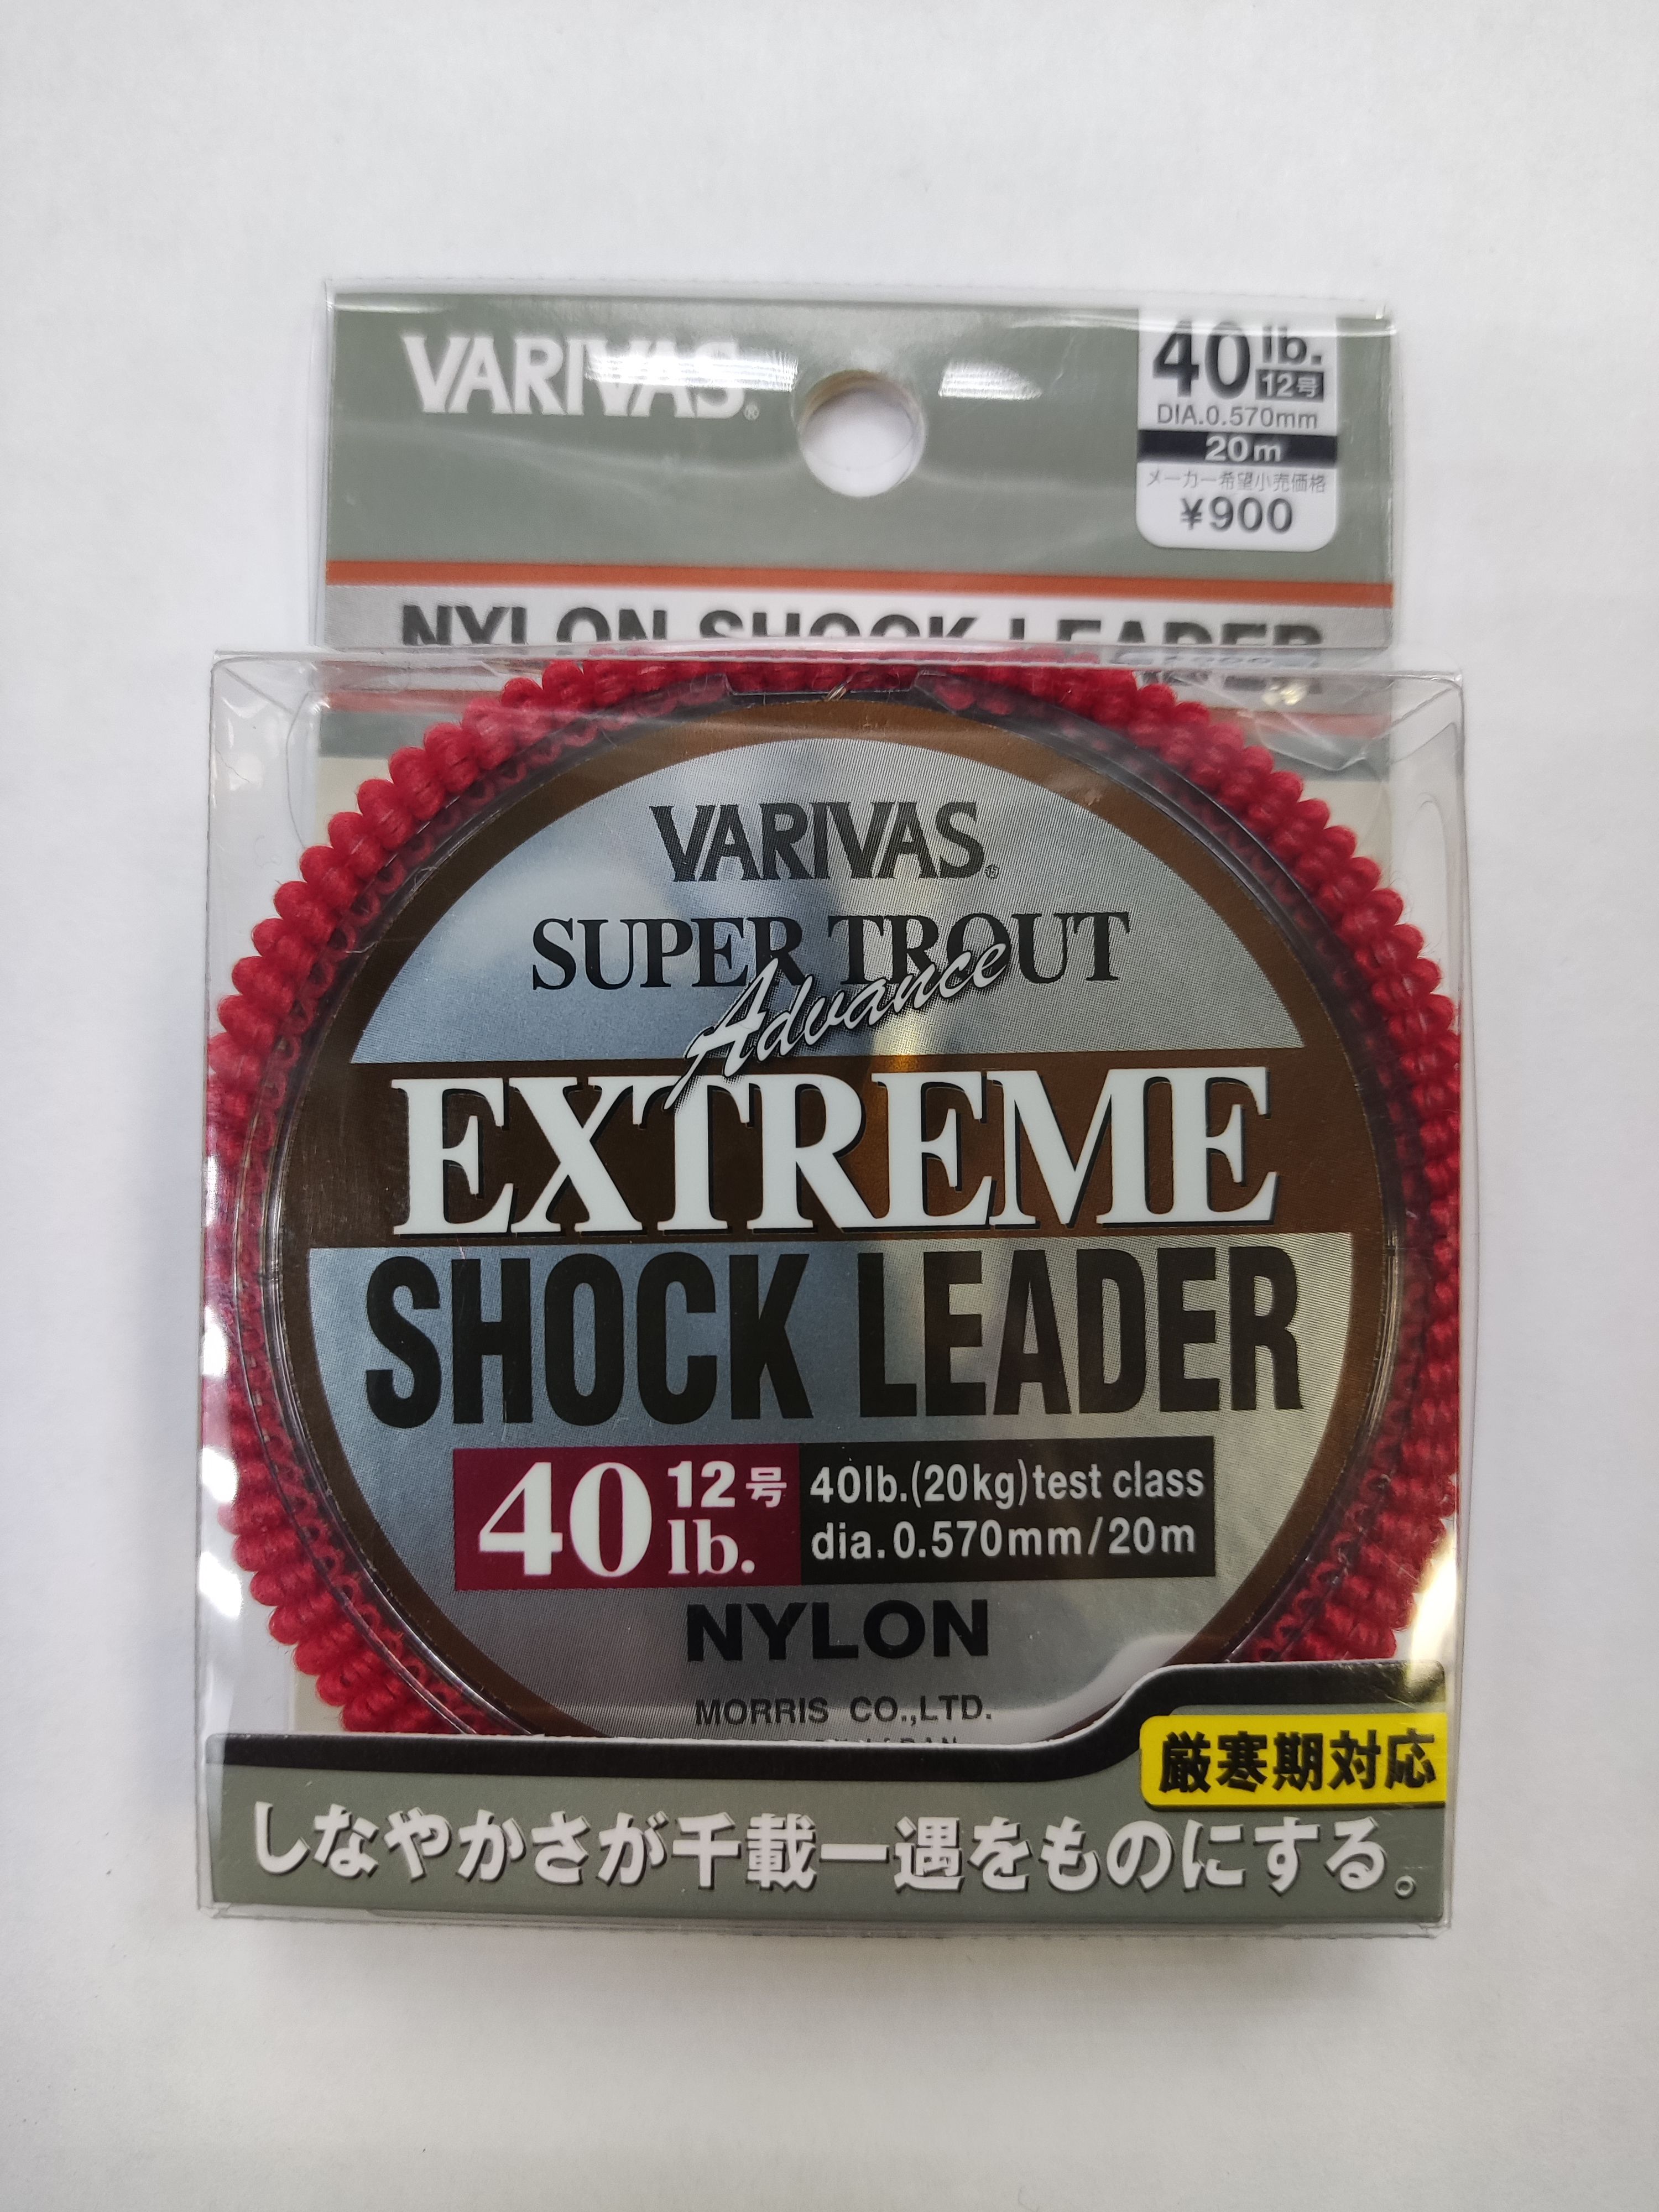 VARIVAS®
40 lb.
12号
DIA.0.570mm
20m
メーカー希望小売価格
¥900
NYLON SHOCK LEADER
VARIVAS®
SUPER TROUT
Advance
EXTREME
SHOCK LEADER
40 12号 lb.
40lb.(20kg)test class
dia.0.570mm/20m
NYLON
MORRIS CO.,LTD.
厳寒期対応
しなやかさが千載一遇をものにする。